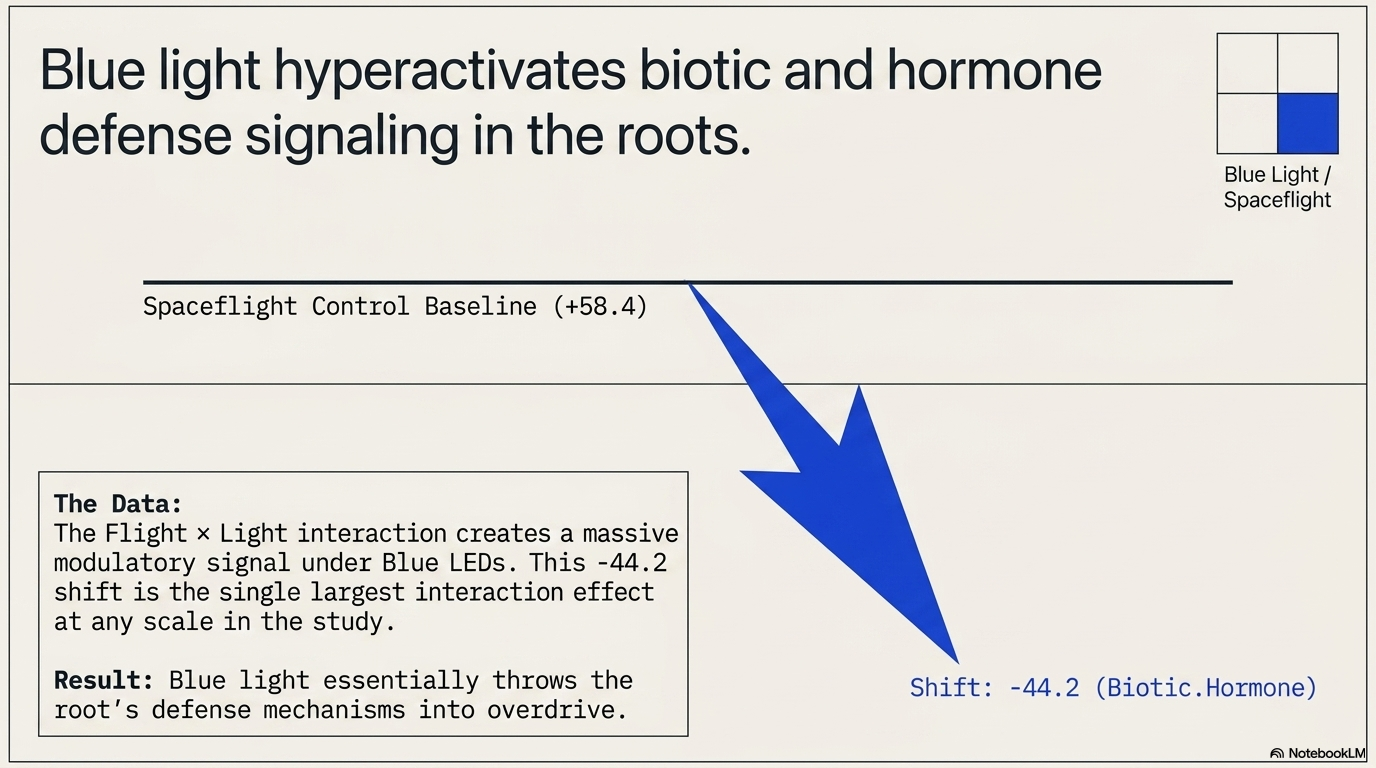 Blue light hyperactivates biotic and hormone
defense signaling in the roots.
Blue Light /
Spaceflight
Spaceflight Control Baseline (+58.4)
The Data:
The Flight × Light interaction creates a massive
modulatory signal under Blue LEDs. This -44.2
shift is the single largest interaction effect
at any scale in the study.
Result: Blue light essentially throws the
root's defense mechanisms into overdrive.
Shift: -44.2 (Biotic.Hormone)
NotebookLM